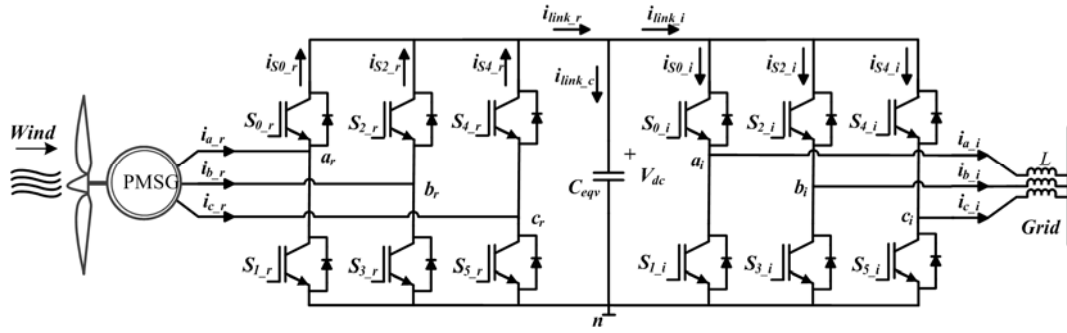 i_link_r i_link_i
i_S0_r i_S2_r i_S4_r i_link_c i_S0_i i_S2_i i_S4_i
S_0_r S_2_r S_4_r S_0_i S_2_i S_4_i
Wind
i_a_r a_r + a_i i_a_i L
PMSG i_b_r b_r C_eqv V_dc b_i i_b_i
i_c_r c_r c_i i_c_i Grid
S_1_r S_3_r S_5_r S_1_i S_3_i S_5_i
n